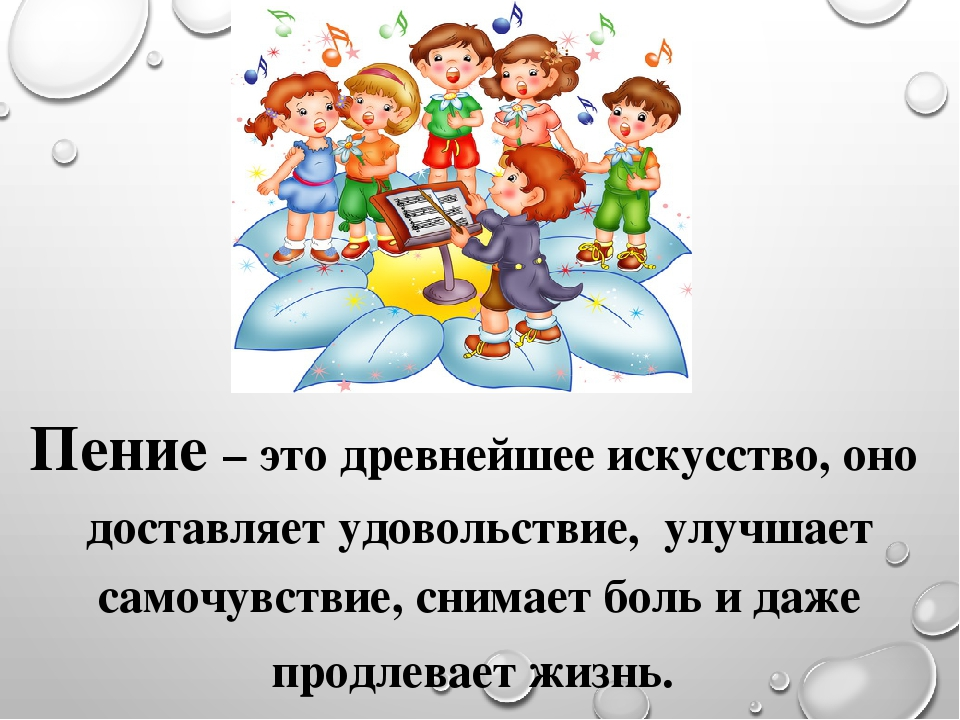 Пение – это древнейшее искусство, оно
доставляет удовольствие, улучшает
самочувствие, снимает боль и даже
продлевает жизнь.